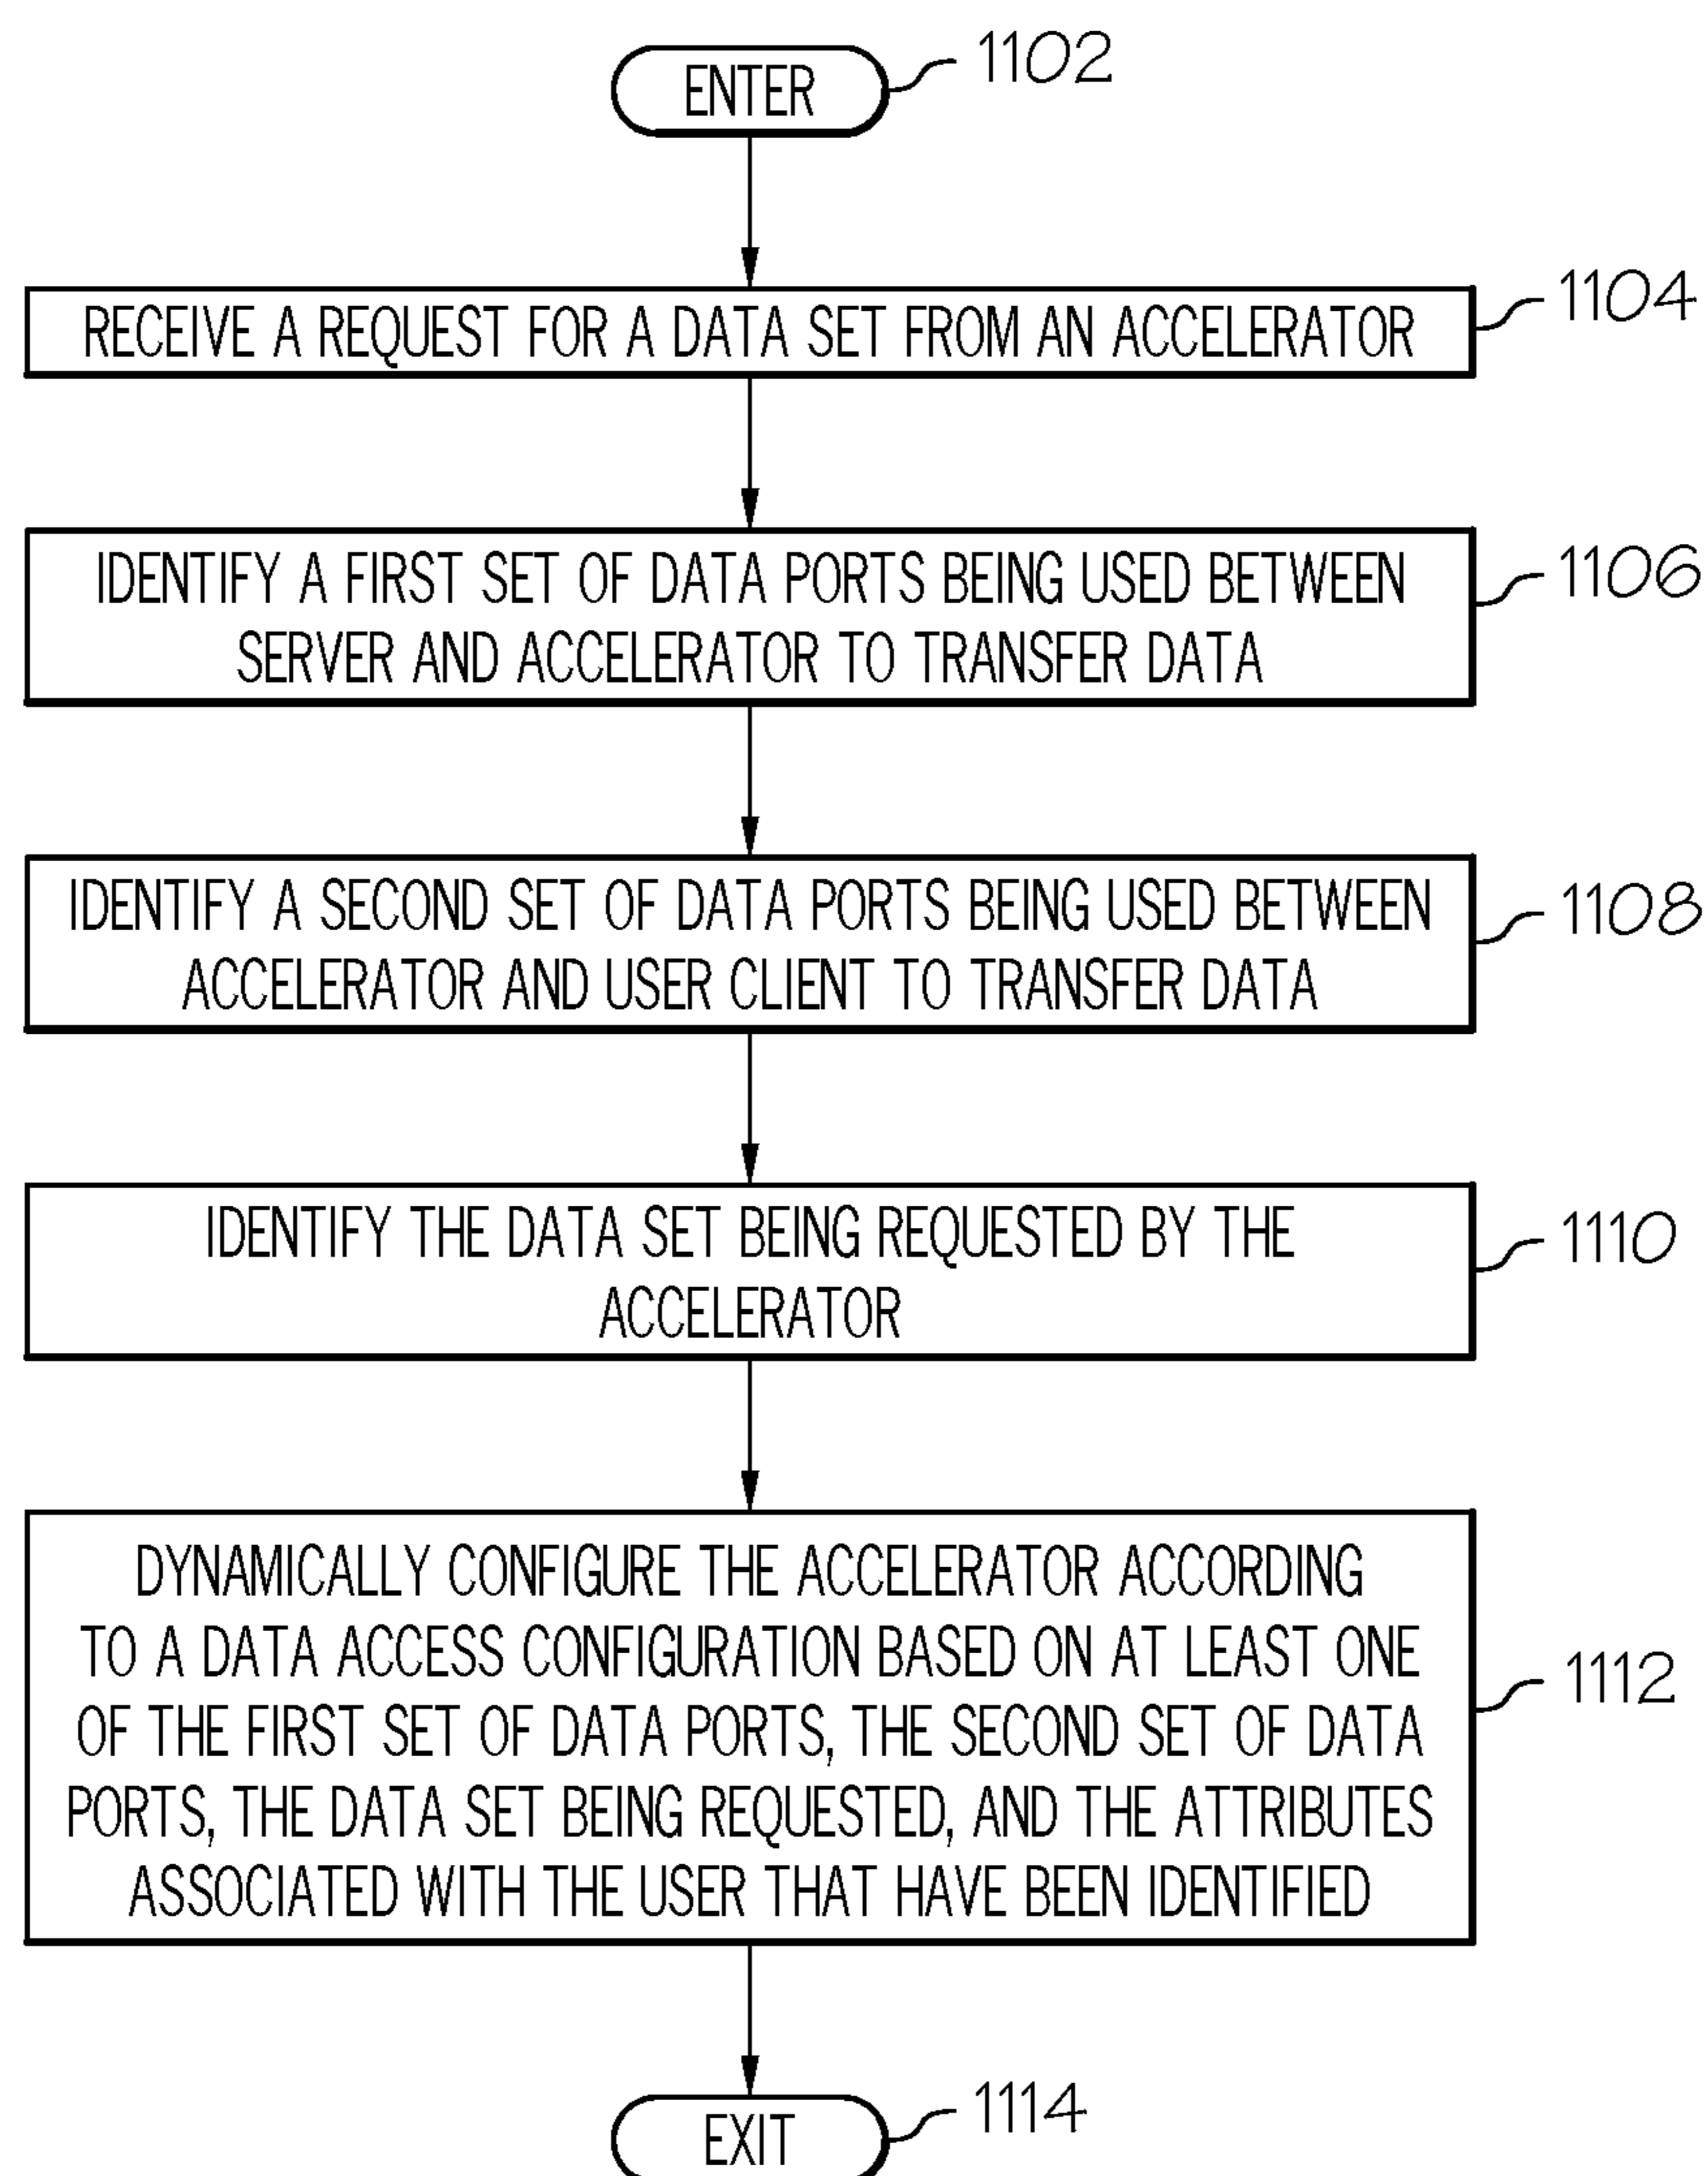 ENTER
1102
RECEIVE A REQUEST FOR A DATA SET FROM AN ACCELERATOR
1104
IDENTIFY A FIRST SET OF DATA PORTS BEING USED BETWEEN
SERVER AND ACCELERATOR TO TRANSFER DATA
1106
IDENTIFY A SECOND SET OF DATA PORTS BEING USED BETWEEN
ACCELERATOR AND USER CLIENT TO TRANSFER DATA
1108
IDENTIFY THE DATA SET BEING REQUESTED BY THE
ACCELERATOR
1110
DYNAMICALLY CONFIGURE THE ACCELERATOR ACCORDING
TO A DATA ACCESS CONFIGURATION BASED ON AT LEAST ONE
OF THE FIRST SET OF DATA PORTS, THE SECOND SET OF DATA
PORTS, THE DATA SET BEING REQUESTED, AND THE ATTRIBUTES
ASSOCIATED WITH THE USER THAT HAVE BEEN IDENTIFIED
1112
EXIT
1114